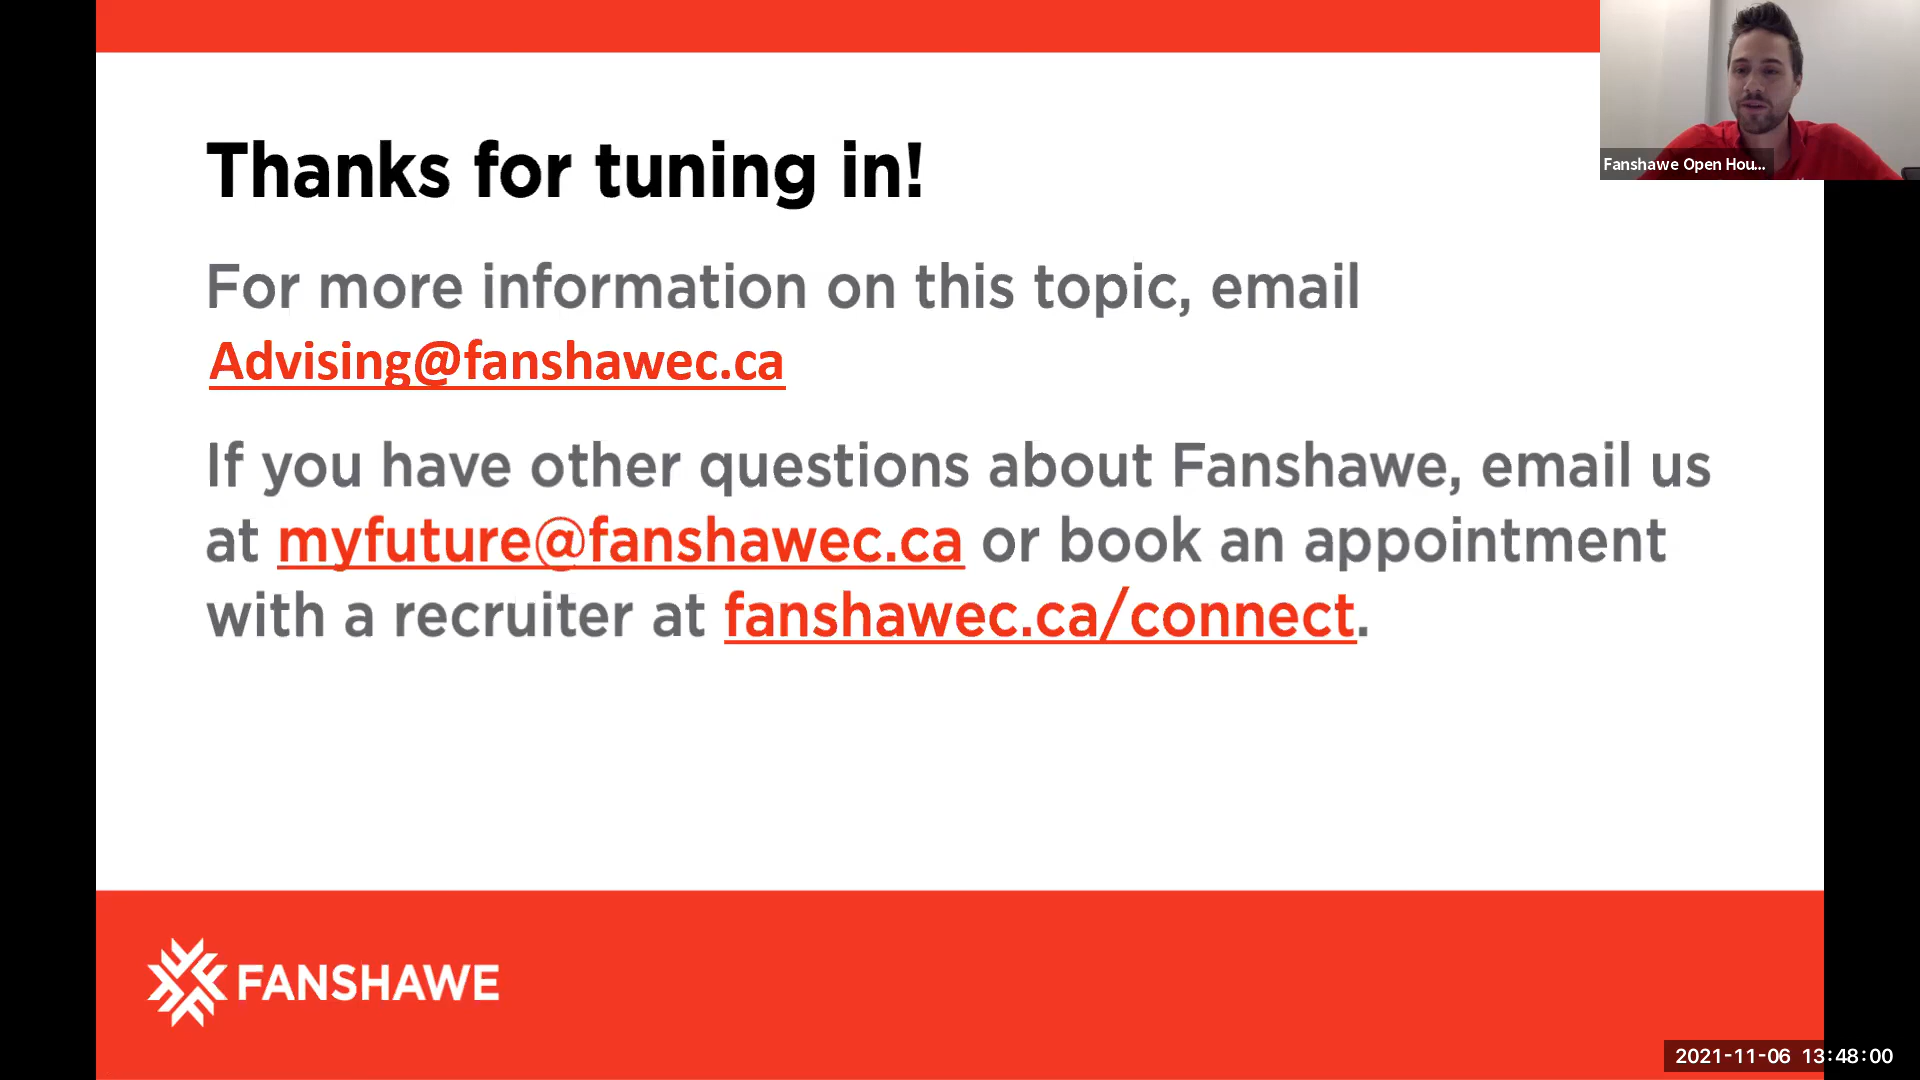 Thanks for tuning in!
Fanshawe Open Hou...
For more information on this topic, email
Advising@fanshawec.ca
If you have other questions about Fanshawe, email us
at myfuture@fanshawec.ca or book an appointment
with a recruiter at fanshawec.ca/connect.
FANSHAWE
2021-11-06 13:48:00